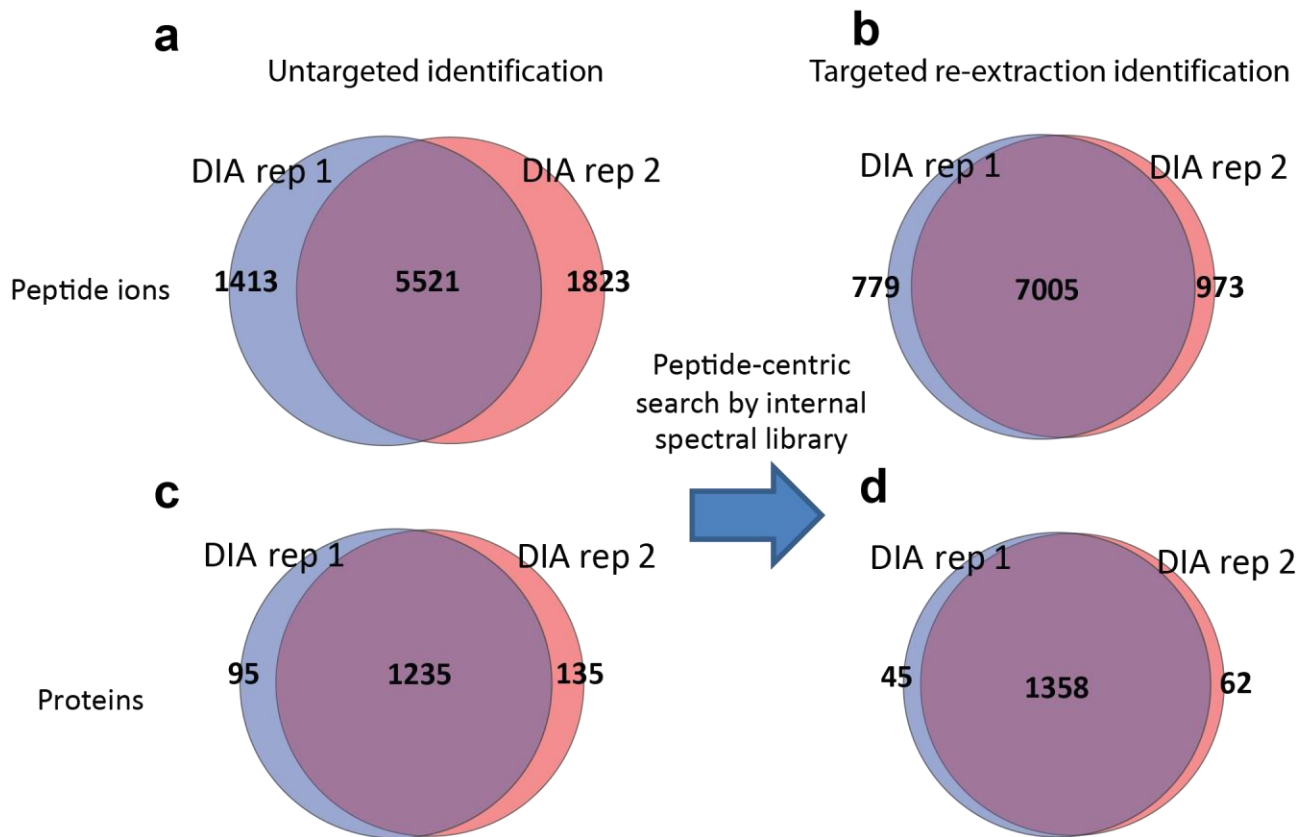 a
Untargeted identification
b
Targeted re-extraction identification
DIA rep 1
DIA rep 2
DIA rep 1
DIA rep 2
Peptide ions
1413
5521
1823
779
7005
973
Peptide-centric
search by internal
spectral library
c
d
DIA rep 1
DIA rep 2
DIA rep 1
DIA rep 2
Proteins
95
1235
135
45
1358
62